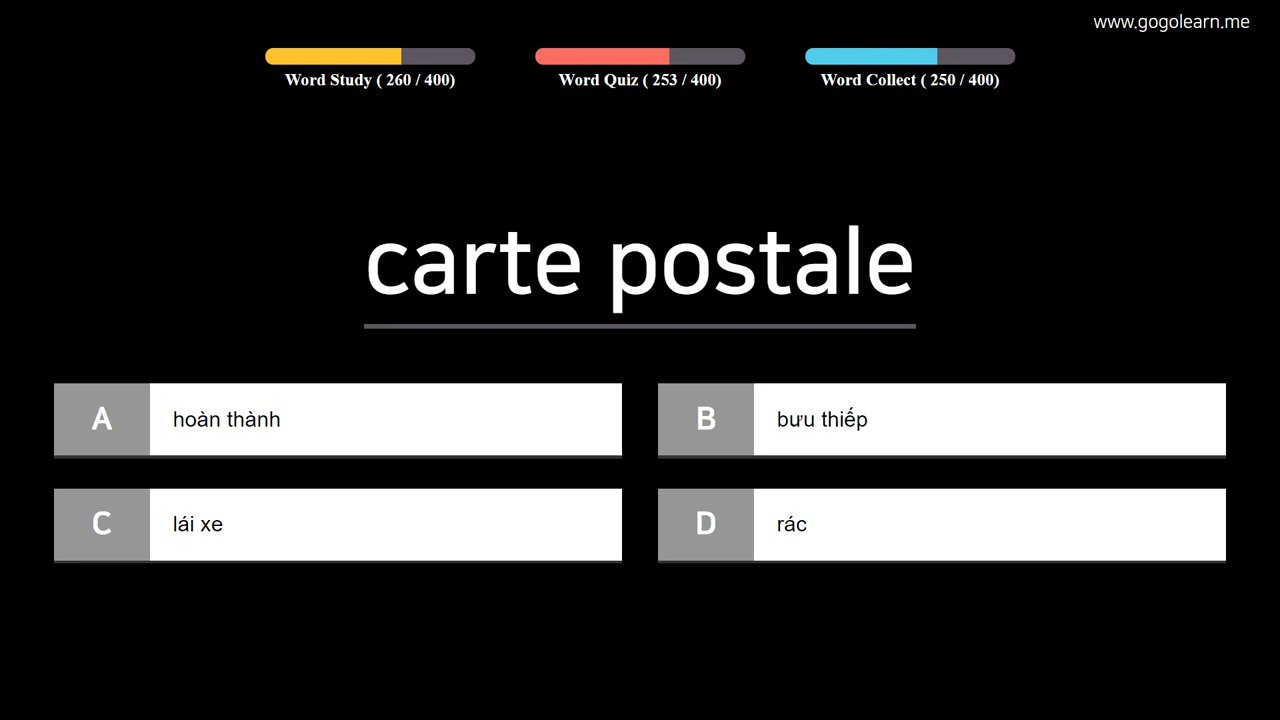 www.gogolearn.me
Word Study ( 260 / 400)
Word Quiz ( 253 / 400)
Word Collect ( 250 / 400)
carte postale
A hoàn thành
B bưu thiếp
C lái xe
D rác